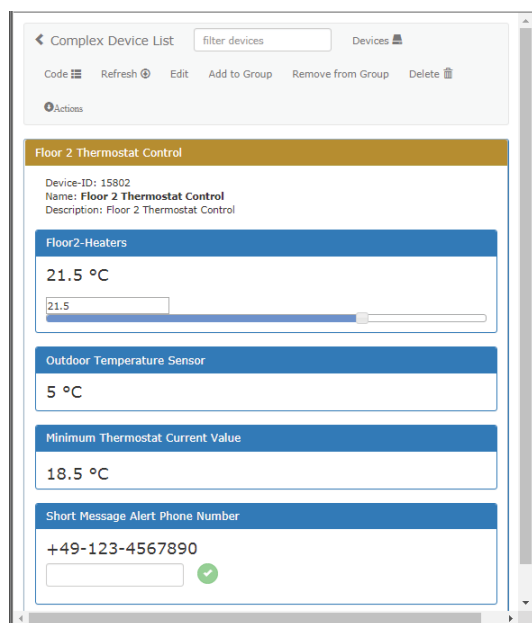 Complex Device List filter devices Devices
Code Refresh Edit Add to Group Remove from Group Delete
Actions
Floor 2 Thermostat Control
Device-ID: 15802
Name: Floor 2 Thermostat Control
Description: Floor 2 Thermostat Control
Floor2-Heaters
21.5 °C
21.5
Outdoor Temperature Sensor
5 °C
Minimum Thermostat Current Value
18.5 °C
Short Message Alert Phone Number
+49-123-4567890